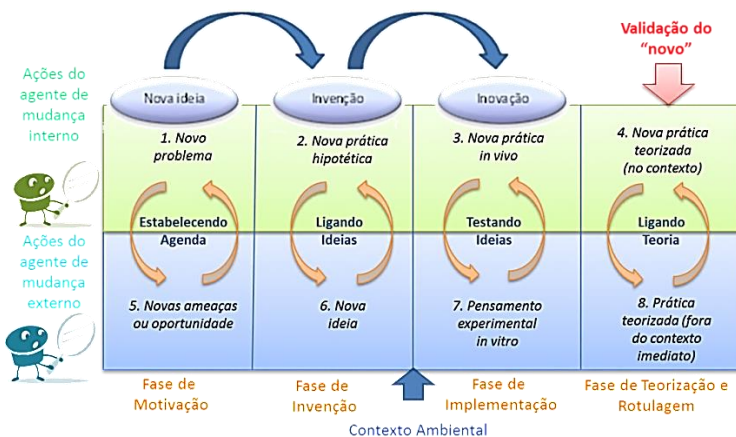 Validação do
“novo”
Nova ideia
Invenção
Inovação
Ações do
agente de
mudança
interno
1. Novo
problema
2. Nova prática
hipotética
3. Nova prática
in vivo
4. Nova prática
teorizada
(no contexto)
Estabelecendo
Agenda
Ligando
Ideias
Testando
Ideias
Ligando
Teoria
Ações do
agente de
mudança
externo
5. Novas ameaças
ou oportunidade
6. Nova
ideia
7. Pensamento
experimental
in vitro
8. Prática
teorizada (fora
do contexto
imediato)
Fase de
Motivação
Fase de
Invenção
Fase de
Implementação
Fase de Teorização e
Rotulagem
Contexto Ambiental